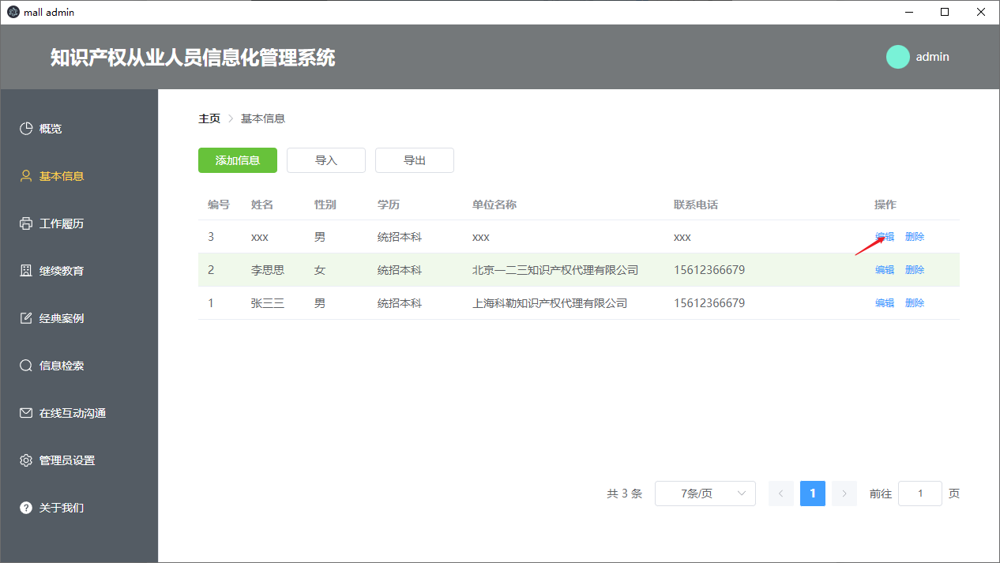 mall admin
知识产权从业人员信息化管理系统
admin
概览
基本信息
工作履历
继续教育
经典案例
信息检索
在线互动沟通
管理员设置
关于我们
主页 > 基本信息
添加信息 导入 导出
编号 姓名 性别 学历 单位名称 联系电话 操作
3 xxx 男 统招本科 xxx xxx 编辑 删除
2 李思思 女 统招本科 北京一二三知识产权代理有限公司 15612366679 编辑 删除
1 张三三 男 统招本科 上海科勒知识产权代理有限公司 15612366679 编辑 删除
共 3 条 7条/页 < 1 > 前往 1 页